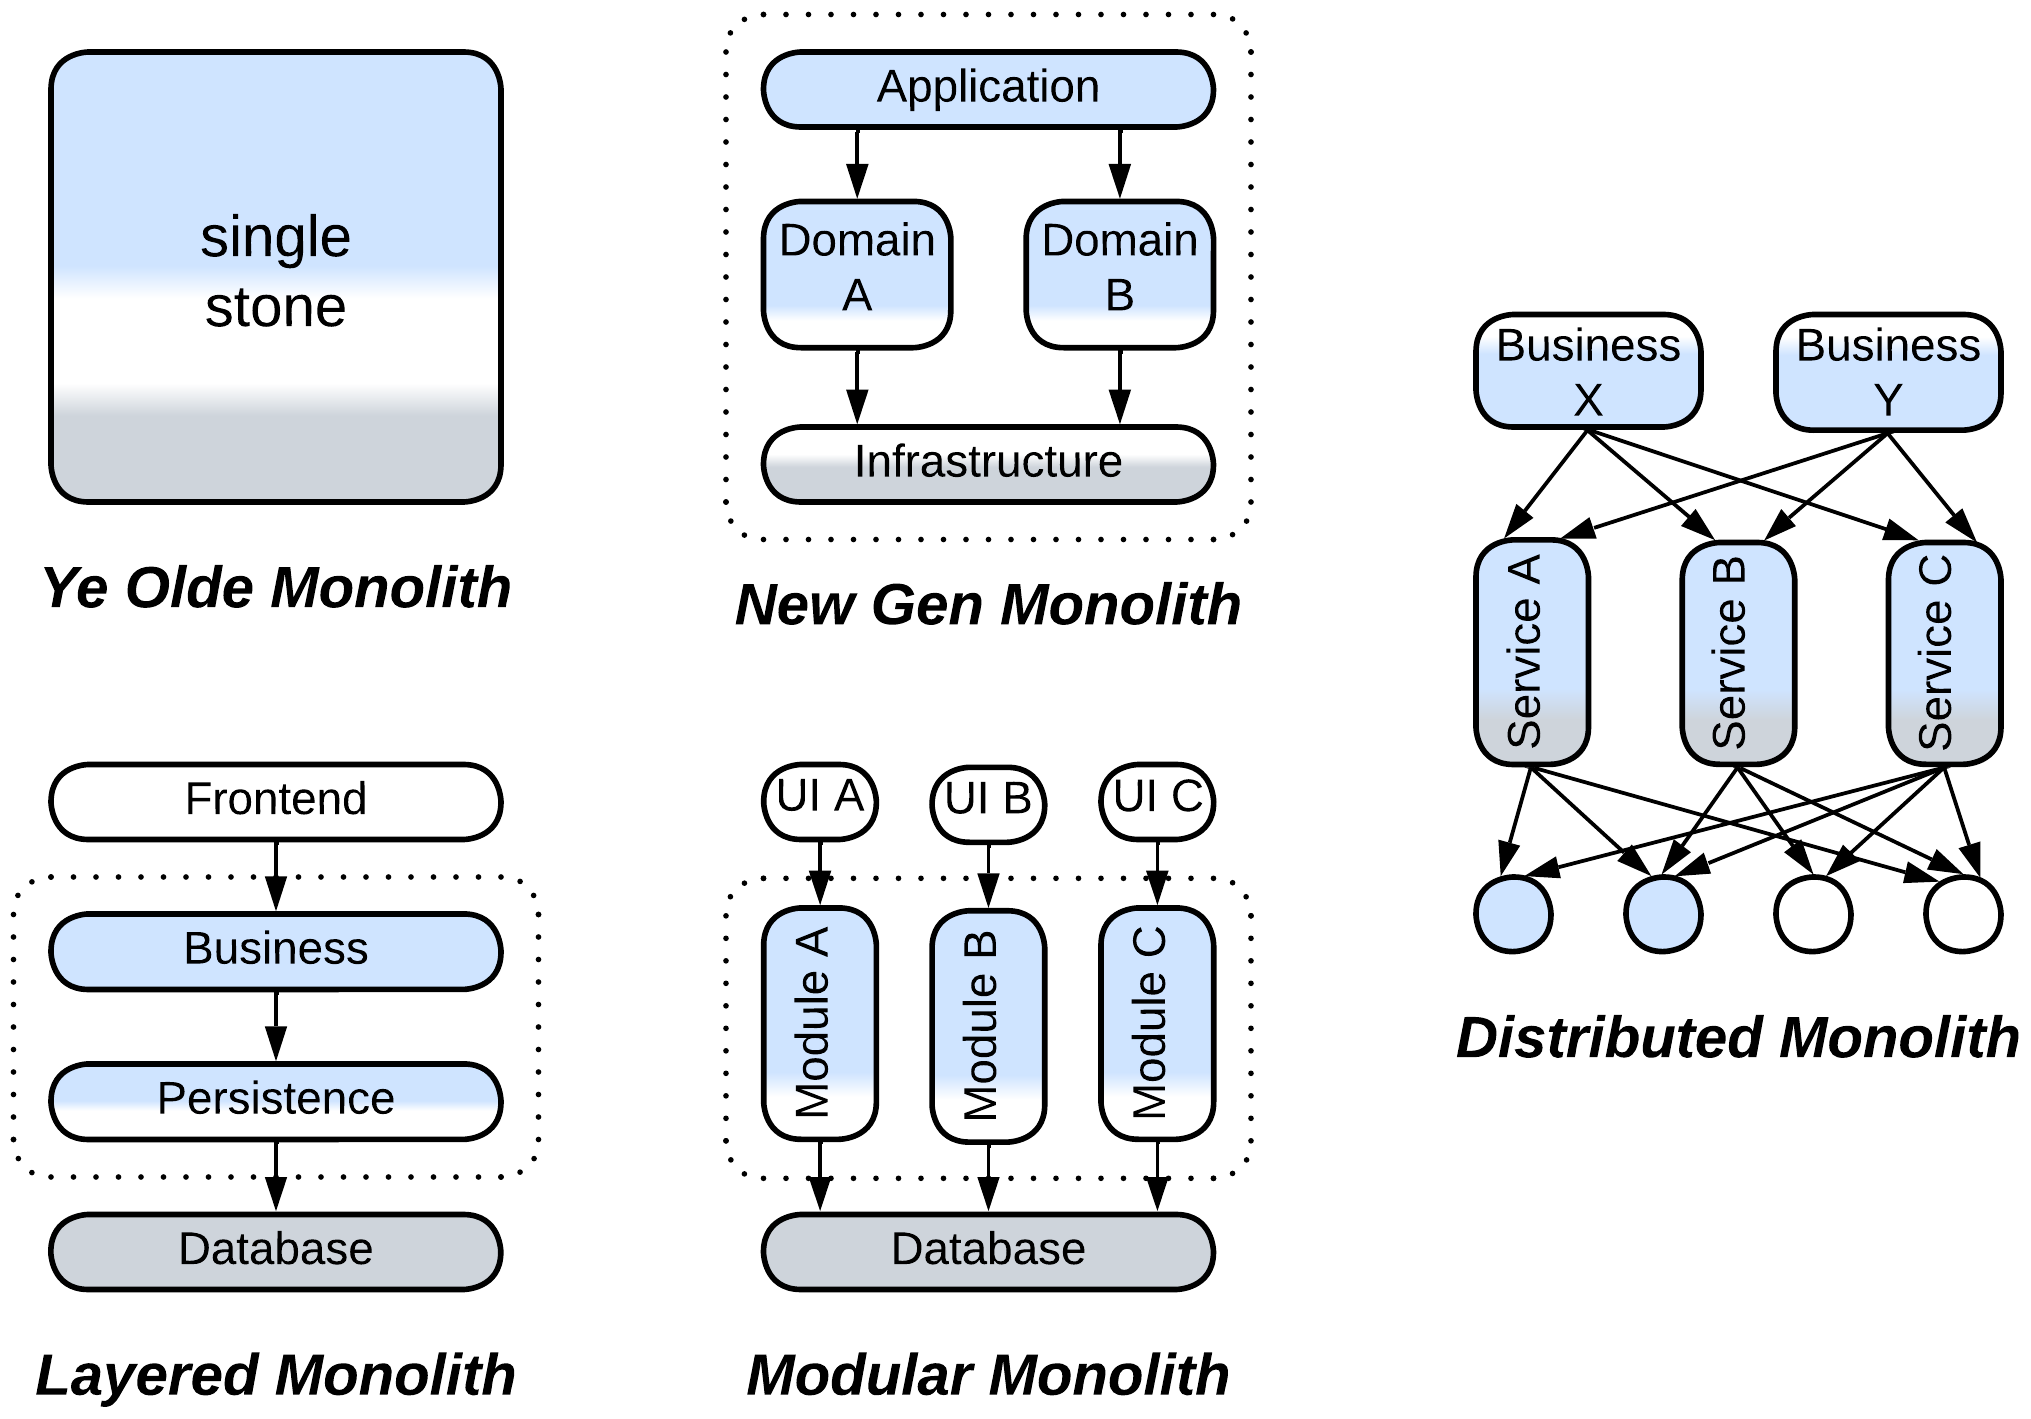 single
stone
Ye Olde Monolith
Application
Domain
A
Domain
B
Infrastructure
New Gen Monolith
Business
X
Business
Y
Service A
Service B
Service C
Distributed Monolith
Frontend
Business
Persistence
Database
Layered Monolith
UI A
UI B
UI C
Module A
Module B
Module C
Database
Modular Monolith